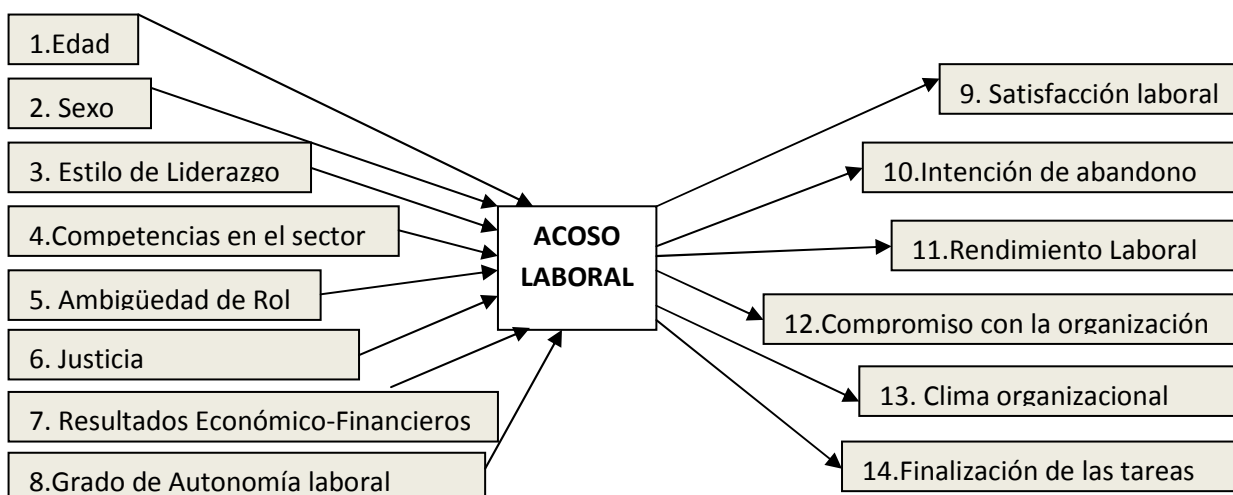 1.Edad
2. Sexo
3. Estilo de Liderazgo
4.Competencias en el sector
5. Ambigüedad de Rol
6. Justicia
7. Resultados Económico-Financieros
8.Grado de Autonomía laboral
ACOSO
LABORAL
9. Satisfacción laboral
10.Intención de abandono
11.Rendimiento Laboral
12.Compromiso con la organización
13. Clima organizacional
14.Finalización de las tareas